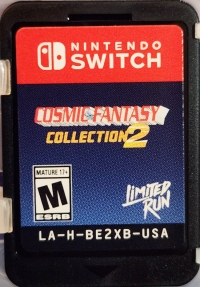 NINTENDO
SWITCH
COSMIC FANTASY
COLLECTION 2
MATURE 17+
M
ESRB
LIMITED
RUN
LA-H-BE2XB-USA